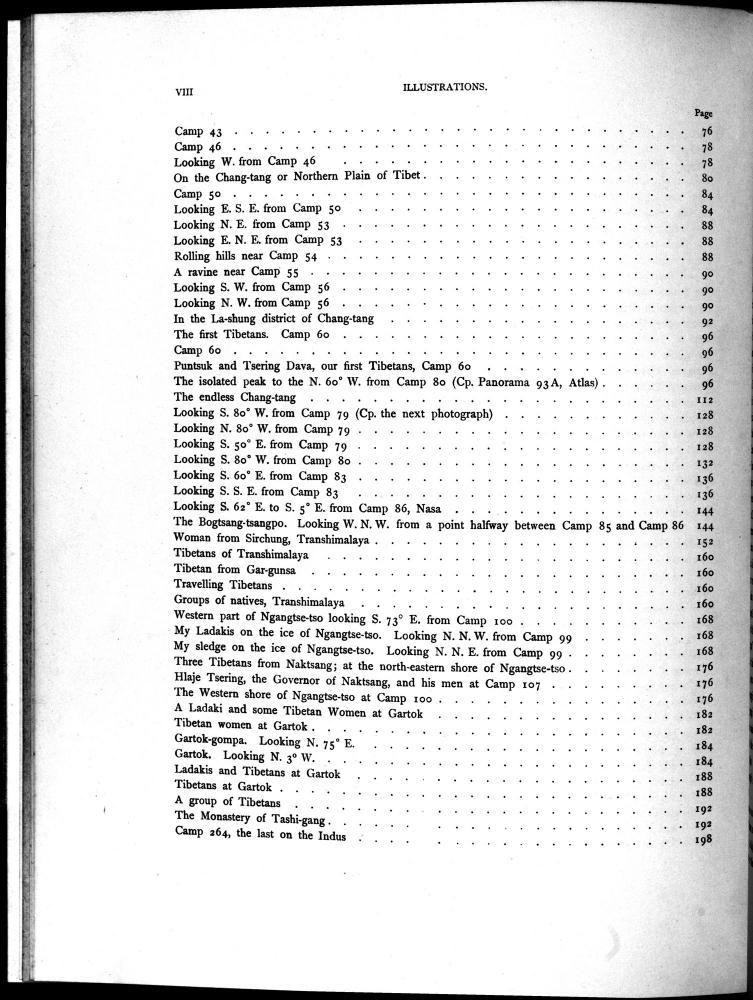 VIII
ILLUSTRATIONS.
Page
Camp 43 . . . . . . . . . . . . . . . . . . . . . . . . 76
Camp 46 . . . . . . . . . . . . . . . . . . . . . . . . 78
Looking W. from Camp 46 . . . . . . . . . . . . . . . . . . 78
On the Chang-tang or Northern Plain of Tibet . . . . . . . . . . . . . 80
Camp 50 . . . . . . . . . . . . . . . . . . . . . . . . 84
Looking E. S. E. from Camp 50 . . . . . . . . . . . . . . . . . 84
Looking N. E. from Camp 53 . . . . . . . . . . . . . . . . . . 88
Looking E. N. E. from Camp 53 . . . . . . . . . . . . . . . . . 88
Rolling hills near Camp 54 . . . . . . . . . . . . . . . . . . 88
A ravine near Camp 55 . . . . . . . . . . . . . . . . . . . 90
Looking S. W. from Camp 56 . . . . . . . . . . . . . . . . . . 90
Looking N. W. from Camp 56 . . . . . . . . . . . . . . . . . . 90
In the La-shung district of Chang-tang . . . . . . . . . . . . . . . 92
The first Tibetans. Camp 60 . . . . . . . . . . . . . . . . . . 96
Camp 60 . . . . . . . . . . . . . . . . . . . . . . . . 96
Puntsuk and Tsering Dava, our first Tibetans, Camp 60 . . . . . . . . . . 96
The isolated peak to the N. 60° W. from Camp 80 (Cp. Panorama 93 A, Atlas) . . . . . 96
The endless Chang-tang . . . . . . . . . . . . . . . . . . . 112
Looking S. 80° W. from Camp 79 (Cp. the next photograph) . . . . . . . . . 128
Looking N. 80° W. from Camp 79 . . . . . . . . . . . . . . . . . 128
Looking S. 50° E. from Camp 79 . . . . . . . . . . . . . . . . . 128
Looking S. 80° W. from Camp 80 . . . . . . . . . . . . . . . . . 132
Looking S. 60° E. from Camp 83 . . . . . . . . . . . . . . . . . 136
Looking S. S. E. from Camp 83 . . . . . . . . . . . . . . . . . 136
Looking S. 62° E. to S. 5° E. from Camp 86, Nasa . . . . . . . . . . . 144
The Bogtsang-tsangpo. Looking W. N. W. from a point halfway between Camp 85 and Camp 86 144
Woman from Sirchung, Transhimalaya . . . . . . . . . . . . . . . . 152
Tibetans of Transhimalaya . . . . . . . . . . . . . . . . . . 160
Tibetan from Gar-gunsa . . . . . . . . . . . . . . . . . . . 160
Travelling Tibetans . . . . . . . . . . . . . . . . . . . . 160
Groups of natives, Transhimalaya . . . . . . . . . . . . . . . . . 160
Western part of Ngangtse-tso looking S. 73° E. from Camp 100 . . . . . . . . 168
My Ladakis on the ice of Ngangtse-tso. Looking N. N. W. from Camp 99 . . . . . . 168
My sledge on the ice of Ngangtse-tso. Looking N. N. E. from Camp 99 . . . . . . 168
Three Tibetans from Naktsang; at the north-eastern shore of Ngangtse-tso . . . . . . 176
Hlaje Tsering, the Governor of Naktsang, and his men at Camp 107 . . . . . . . 176
The Western shore of Ngangtse-tso at Camp 100 . . . . . . . . . . . . 176
A Ladaki and some Tibetan Women at Gartok . . . . . . . . . . . . . 182
Tibetan women at Gartok . . . . . . . . . . . . . . . . . . . 182
Gartok-gompa. Looking N. 75° E. . . . . . . . . . . . . . . . . . 184
Gartok. Looking N. 3° W. . . . . . . . . . . . . . . . . . . . 184
Ladakis and Tibetans at Gartok . . . . . . . . . . . . . . . . . 188
Tibetans at Gartok . . . . . . . . . . . . . . . . . . . . . 188
A group of Tibetans . . . . . . . . . . . . . . . . . . . . 192
The Monastery of Tashi-gang . . . . . . . . . . . . . . . . . . 192
Camp 264, the last on the Indus . . . . . . . . . . . . . . . . . 198